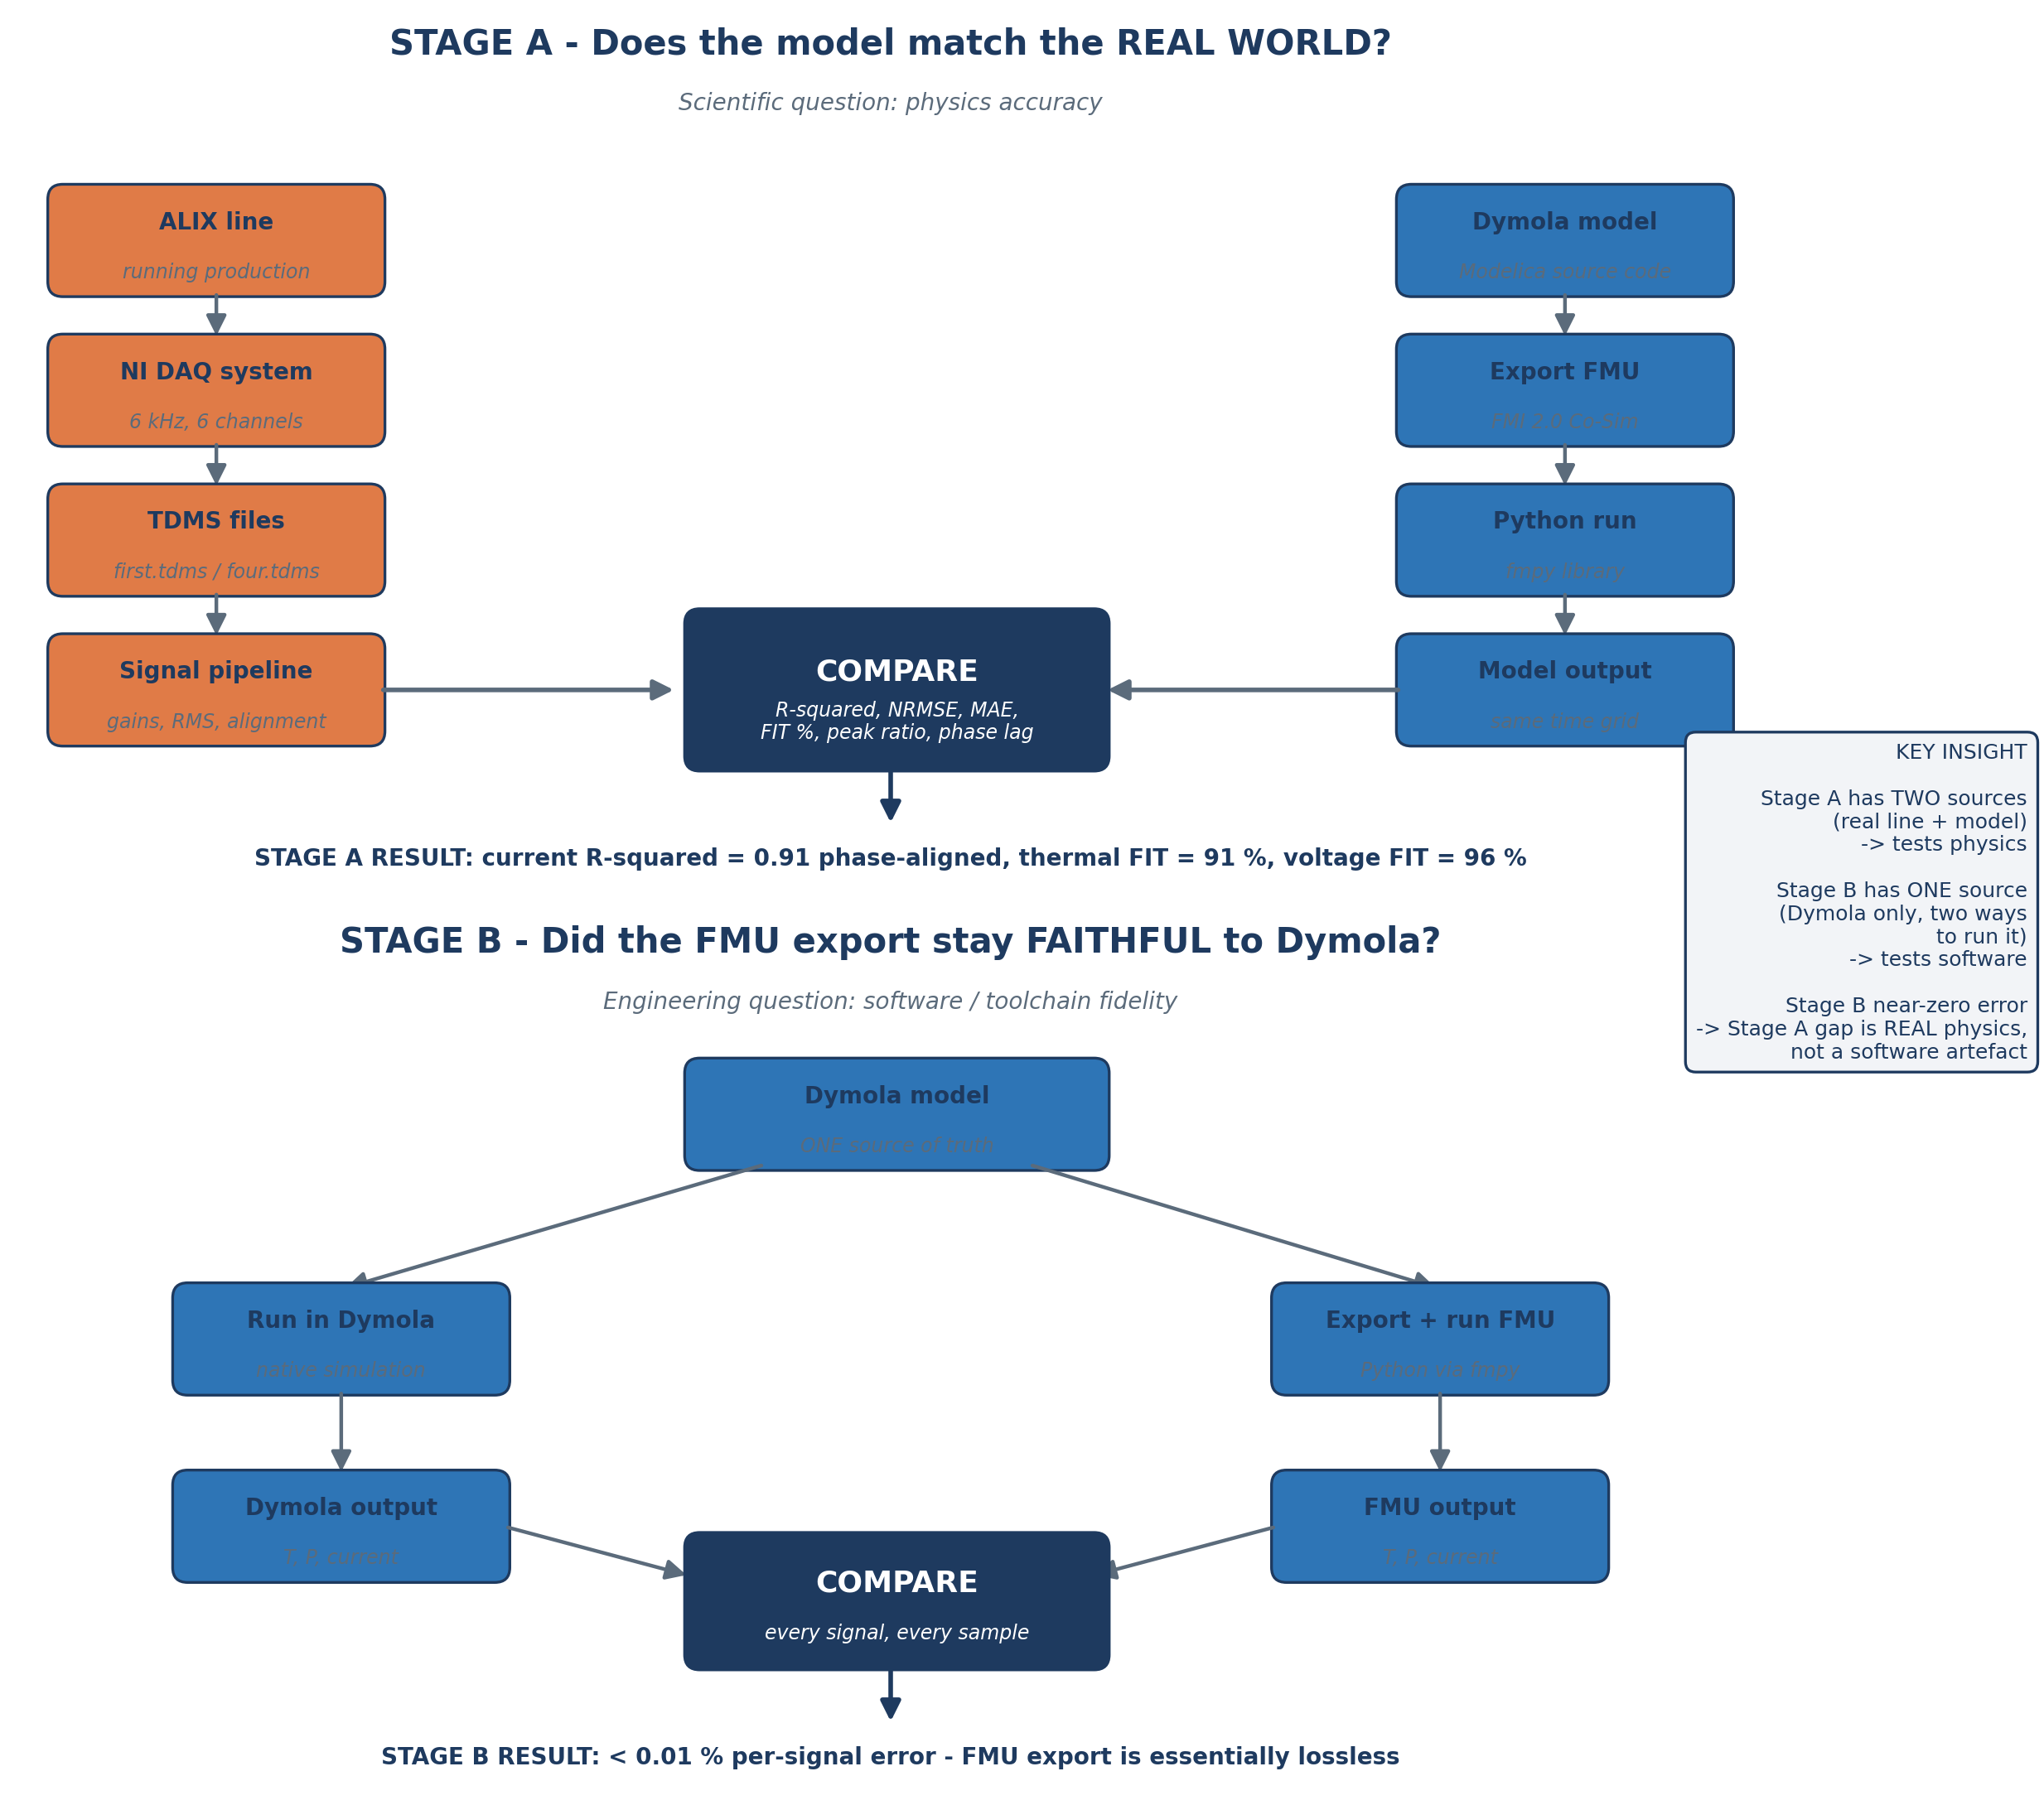 STAGE A - Does the model match the REAL WORLD?
Scientific question: physics accuracy
ALIX line
running production
NI DAQ system
6 kHz, 6 channels
TDMS files
first.tdms / four.tdms
Signal pipeline
gains, RMS, alignment
Dymola model
Modelica source code
Export FMU
FMI 2.0 Co-Sim
Python run
fmpy library
Model output
same time grid
COMPARE
R-squared, NRMSE, MAE,
FIT %, peak ratio, phase lag
STAGE A RESULT: current R-squared = 0.91 phase-aligned, thermal FIT = 91 %, voltage FIT = 96 %
KEY INSIGHT
Stage A has TWO sources
(real line + model)
-> tests physics
Stage B has ONE source
(Dymola only, two ways
to run it)
-> tests software
Stage B near-zero error
-> Stage A gap is REAL physics,
not a software artefact
STAGE B - Did the FMU export stay FAITHFUL to Dymola?
Engineering question: software / toolchain fidelity
Dymola model
ONE source of truth
Run in Dymola
native simulation
Export + run FMU
Python via fmpy
Dymola output
T, P, current
FMU output
T, P, current
COMPARE
every signal, every sample
STAGE B RESULT: < 0.01 % per-signal error - FMU export is essentially lossless